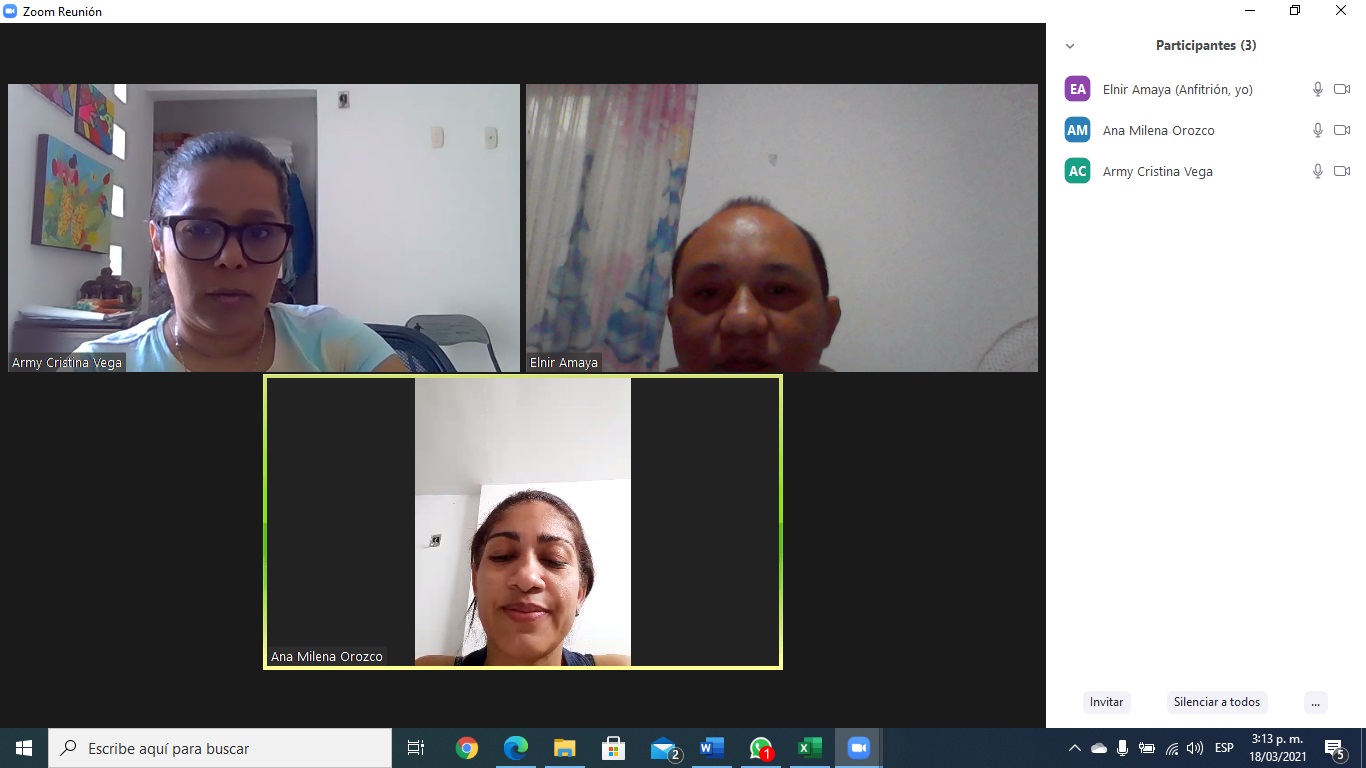 Zoom Reunión
Participantes (3)
EA Elnir Amaya (Anfitrión, yo)
AM Ana Milena Orozco
AC Army Cristina Vega
Army Cristina Vega
Elnir Amaya
Ana Milena Orozco
Invitar
Silenciar a todos
...
Escribe aquí para buscar
2
W
1
X
ESP
3:13 p. m.
18/03/2021
5